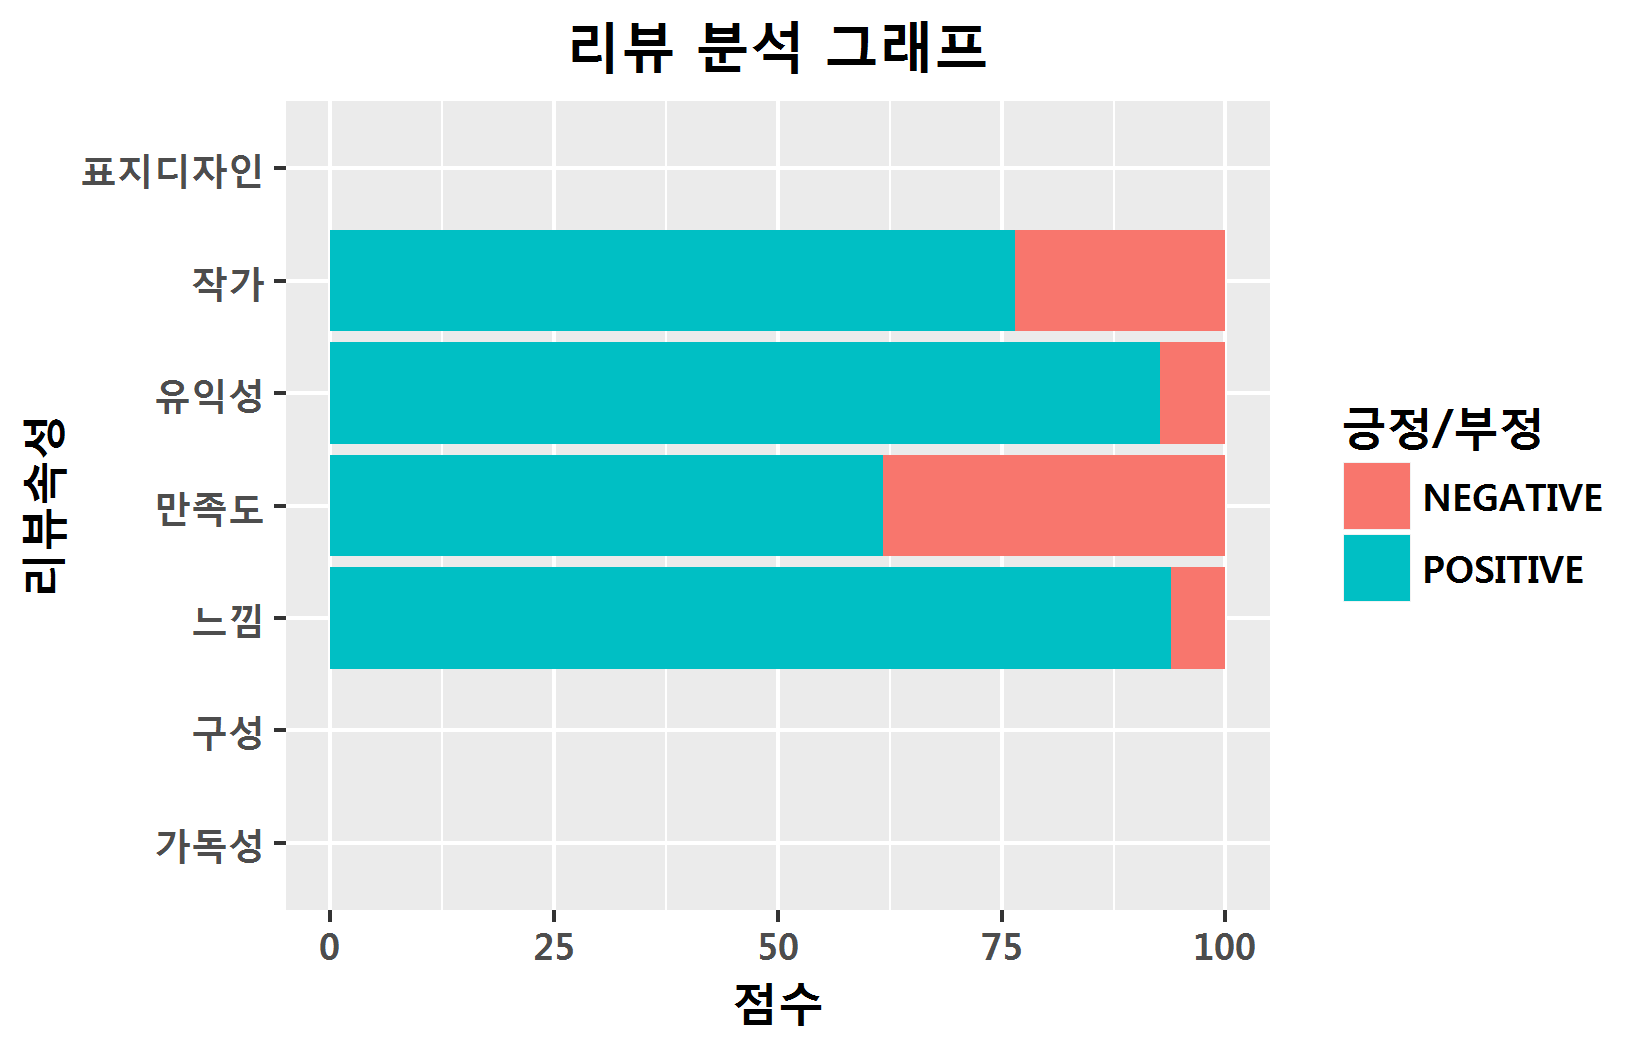 리뷰 분석 그래프
리뷰속성
표지디자인
작가
유익성
만족도
느낌
구성
가독성
0 25 50 75 100
점수
긍정/부정
NEGATIVE
POSITIVE